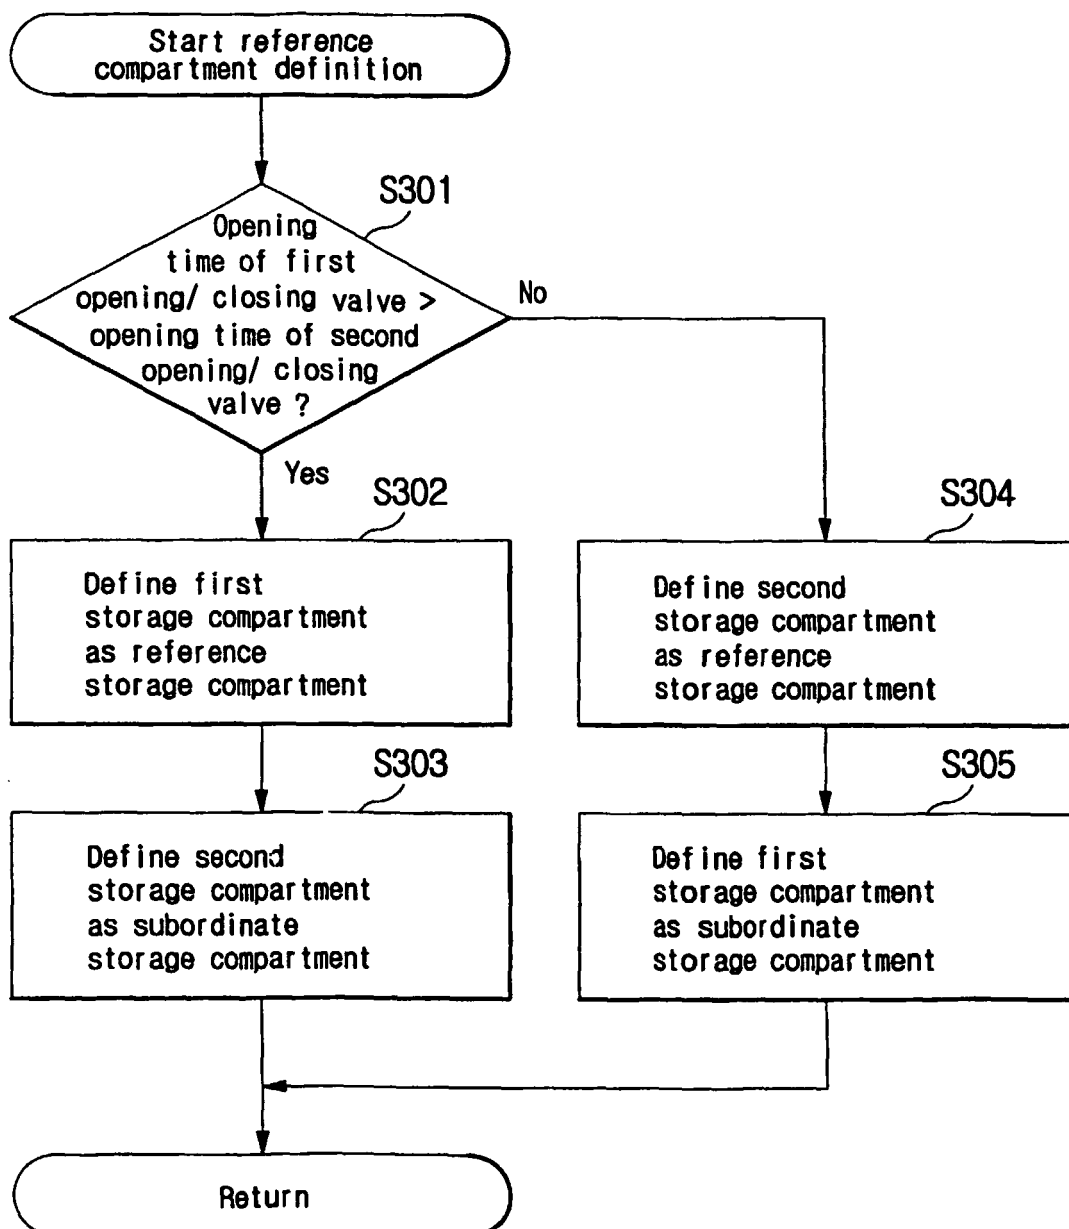 Start reference
compartment definition
S301
Opening
time of first
opening/ closing valve >
opening time of second
opening/ closing
valve ?
No
Yes
S302
Define first
storage compartment
as reference
storage compartment
S304
Define second
storage compartment
as reference
storage compartment
S303
Define second
storage compartment
as subordinate
storage compartment
S305
Define first
storage compartment
as subordinate
storage compartment
Return